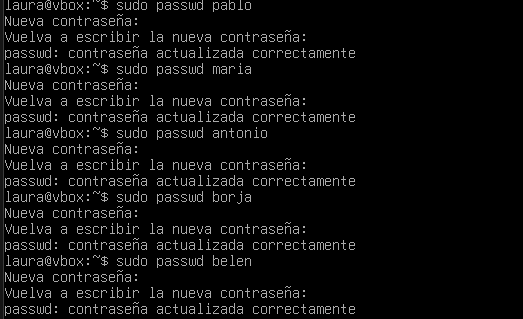 laura@vbox:~$ sudo passwd pablo
Nueva contraseña:
Vuelva a escribir la nueva contraseña:
passwd: contraseña actualizada correctamente
laura@vbox:~$ sudo passwd maria
Nueva contraseña:
Vuelva a escribir la nueva contraseña:
passwd: contraseña actualizada correctamente
laura@vbox:~$ sudo passwd antonio
Nueva contraseña:
Vuelva a escribir la nueva contraseña:
passwd: contraseña actualizada correctamente
laura@vbox:~$ sudo passwd borja
Nueva contraseña:
Vuelva a escribir la nueva contraseña:
passwd: contraseña actualizada correctamente
laura@vbox:~$ sudo passwd belen
Nueva contraseña:
Vuelva a escribir la nueva contraseña:
passwd: contraseña actualizada correctamente